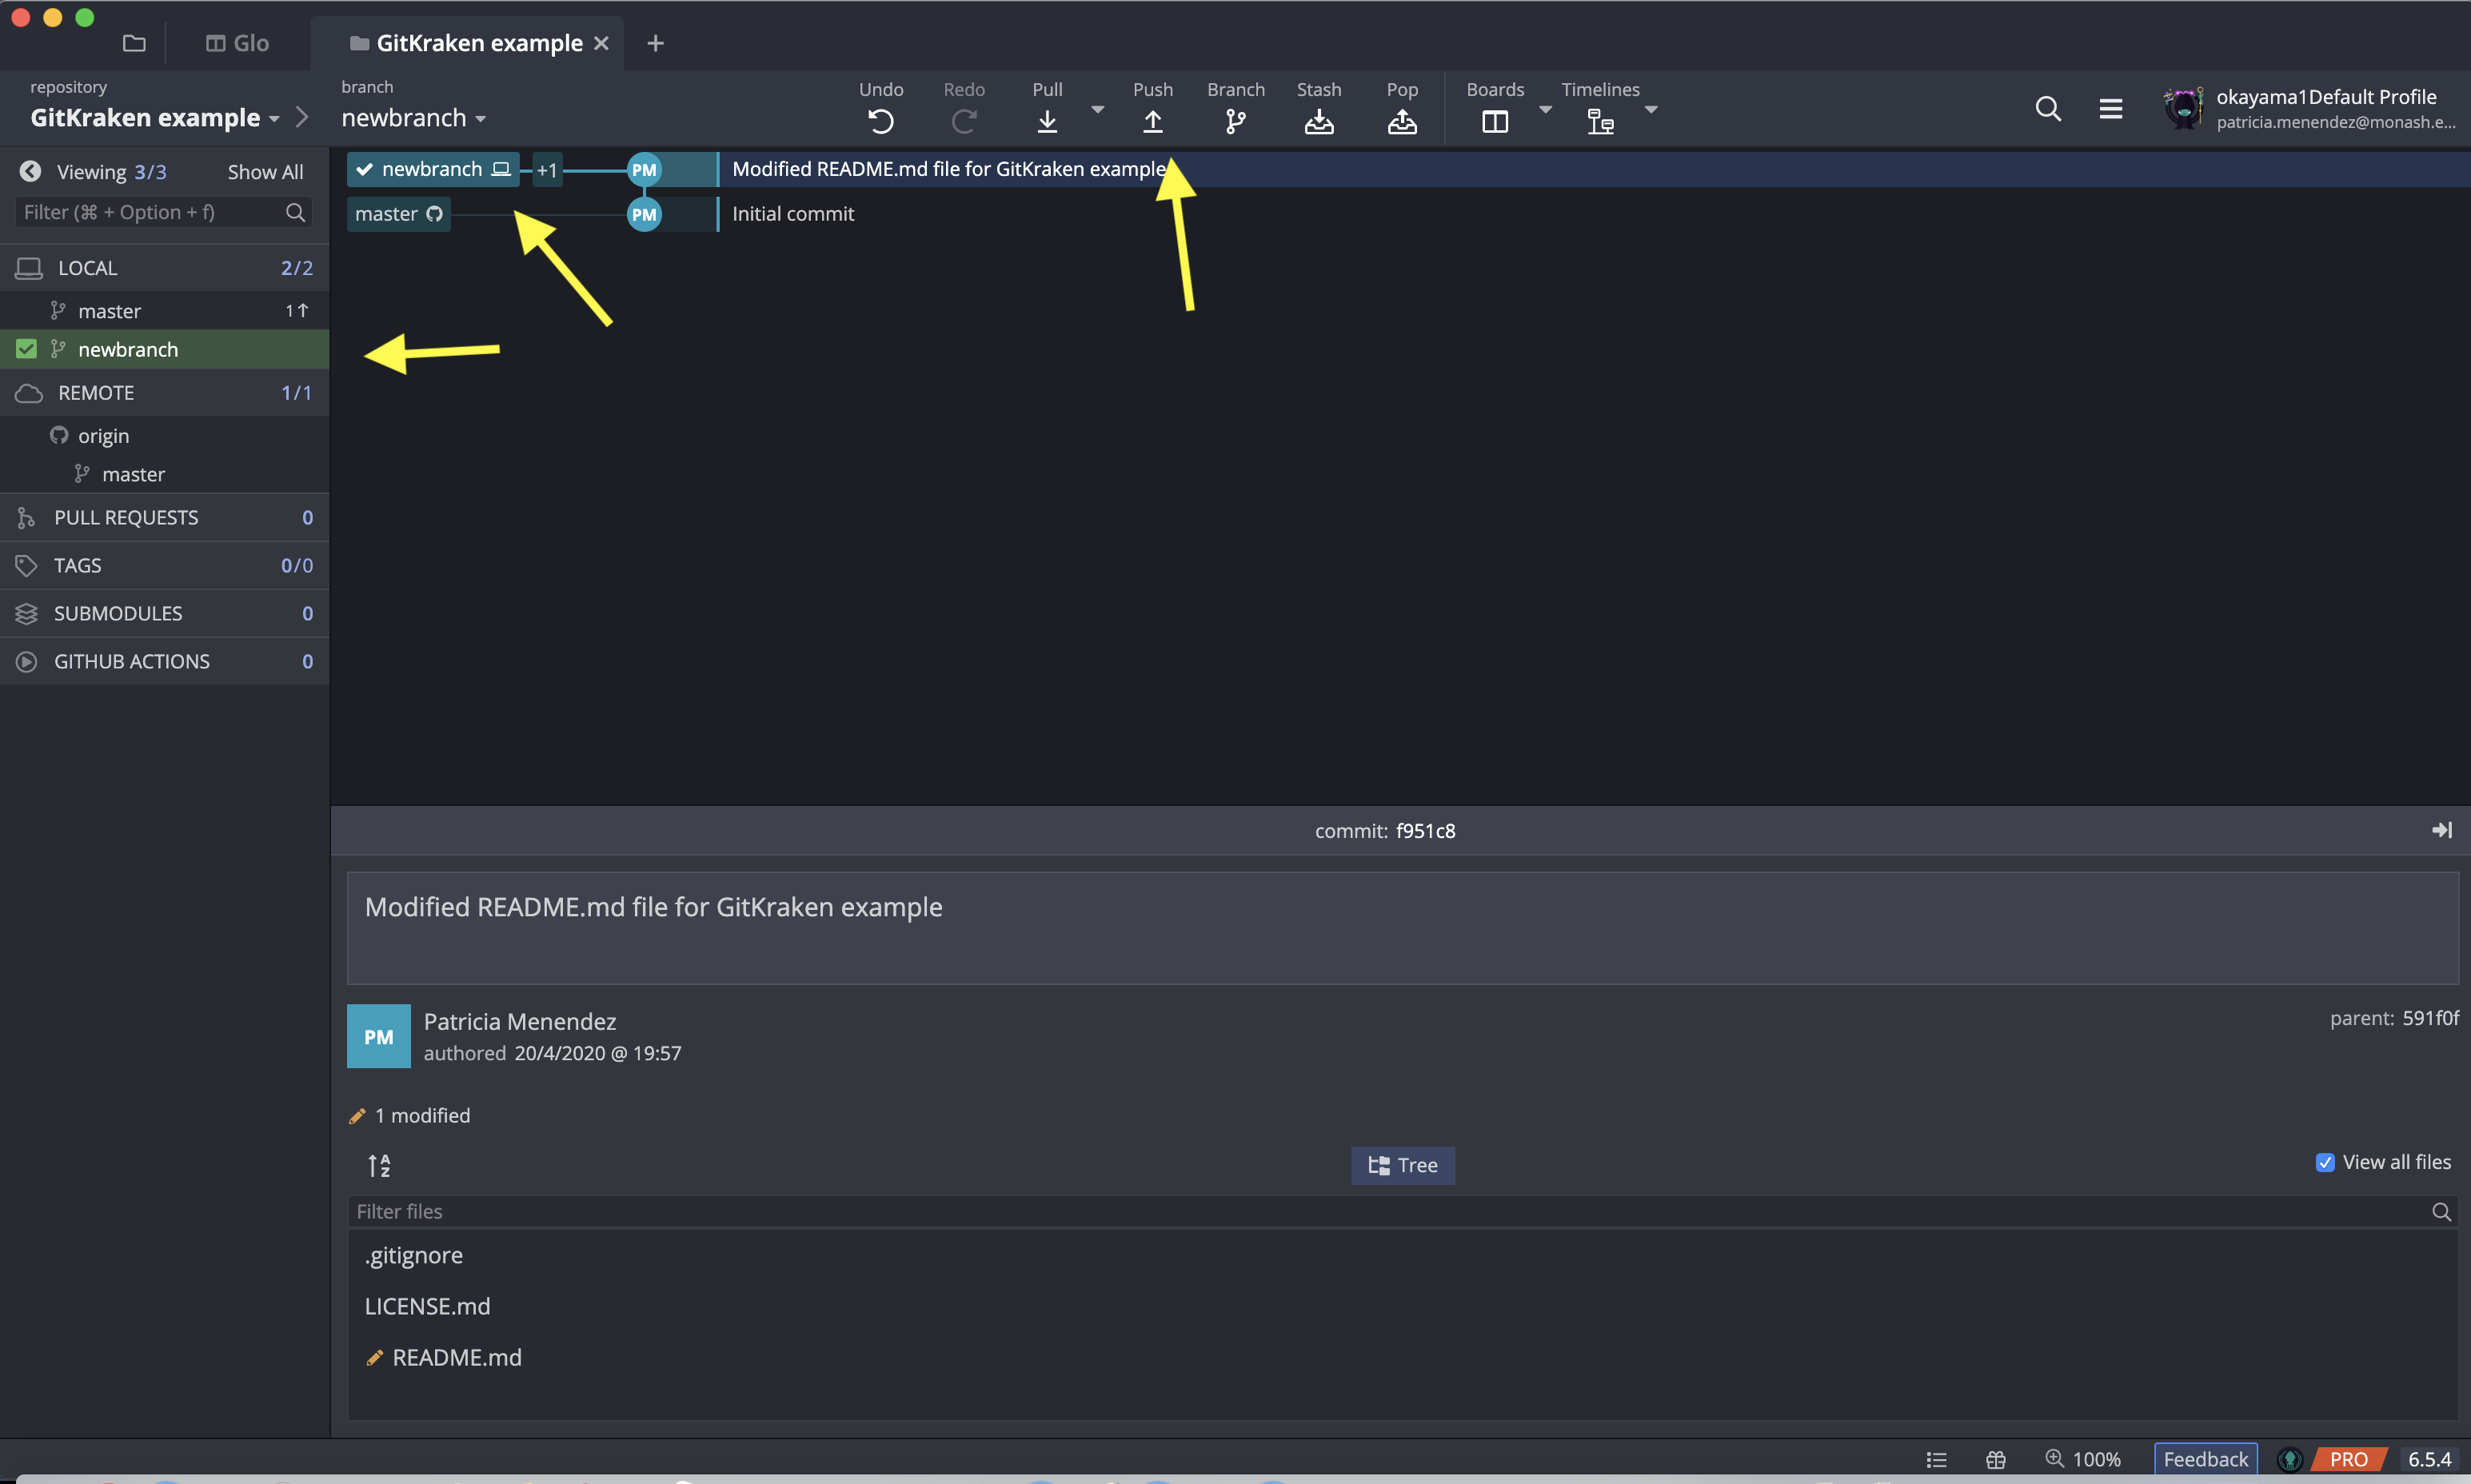 Glo
GitKraken example
repository
GitKraken example
branch
newbranch
Undo
Redo
Pull
Push
Branch
Stash
Pop
Boards
Timelines
okayama1Default Profile
patricia.menendez@monash.e...
Viewing 3/3
Show All
Filter (⌘ + Option + f)
newbranch
+1
PM
Modified README.md file for GitKraken example
master
PM
Initial commit
LOCAL 2/2
master 1↑
newbranch
REMOTE 1/1
origin
master
PULL REQUESTS 0
TAGS 0/0
SUBMODULES 0
GITHUB ACTIONS 0
commit: f951c8
Modified README.md file for GitKraken example
PM
Patricia Menendez
authored 20/4/2020 @ 19:57
parent: 591f0f
1 modified
A
Z
Tree
View all files
Filter files
.gitignore
LICENSE.md
README.md
100%
Feedback
PRO
6.5.4